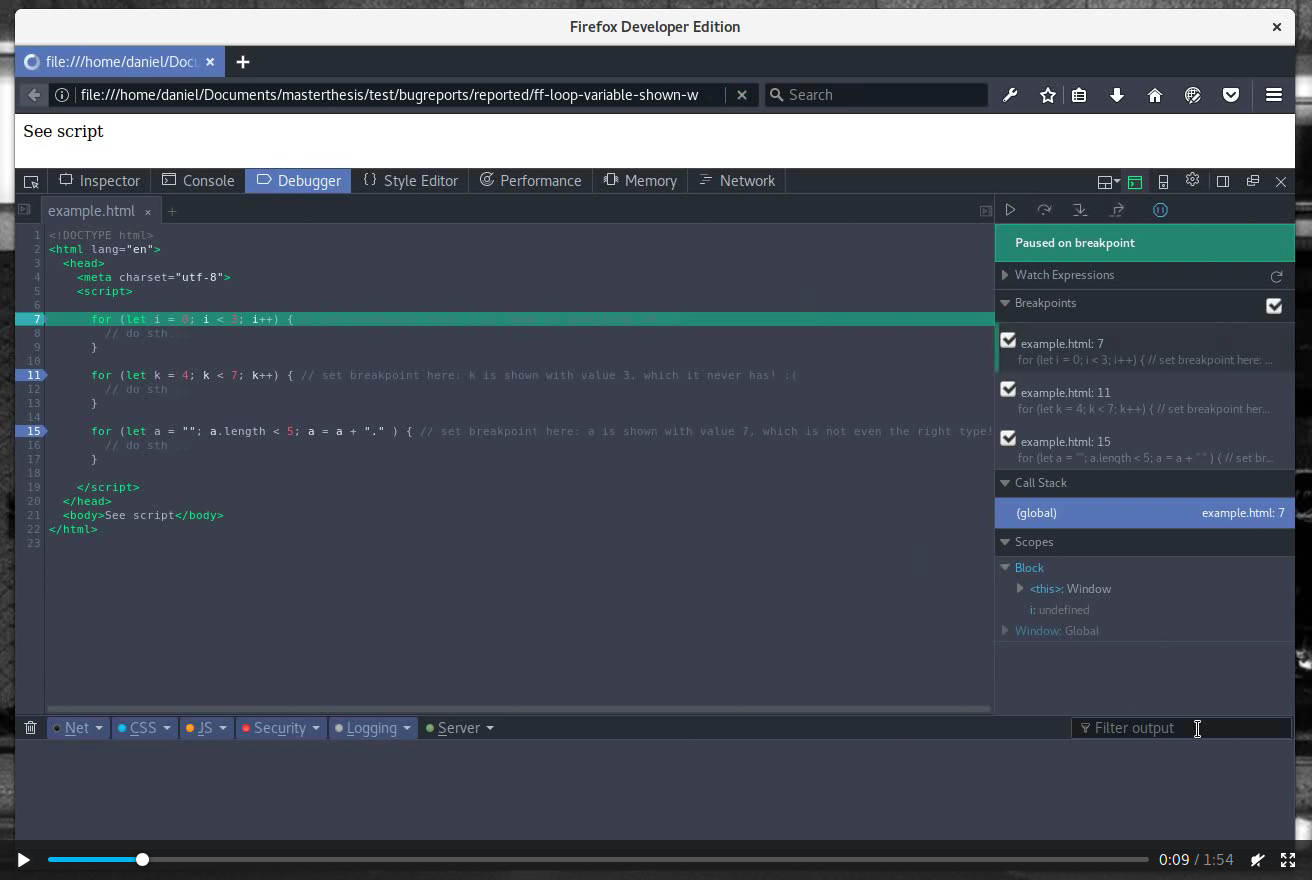 Firefox Developer Edition
file:///home/daniel/Doc
file:///home/daniel/Documents/masterthesis/test/bugreports/reported/ff-loop-variable-shown-w
Search
See script
Inspector Console Debugger {} Style Editor Performance Memory Network
example.html × +
1 <!DOCTYPE html>
2 <html lang="en">
3 <head>
4 <meta charset="utf-8">
5 <script>
6
7 for (let i = 0; i < 3; i++) {
8 // do sth
9 }
10
11 for (let k = 4; k < 7; k++) { // set breakpoint here: k is shown with value 3, which it never has! :(
12 // do sth
13 }
14
15 for (let a = ""; a.length < 5; a = a + "." ) { // set breakpoint here: a is shown with value 7, which is not even the right type!
16 // do sth
17 }
18
19 </script>
20 </head>
21 <body>See script</body>
22 </html>
23
Paused on breakpoint
Watch Expressions
Breakpoints
example.html: 7
for (let i = 0; i < 3; i++) { // set breakpoint here: ...
example.html: 11
for (let k = 4; k < 7; k++) { // set breakpoint her...
example.html: 15
for (let a = ""; a.length < 5; a = a + "." ) { // set br...
Call Stack
(global) example.html: 7
Scopes
Block
<this>: Window
i: undefined
Window: Global
Net CSS JS Security Logging Server
Filter output
0:09 / 1:54